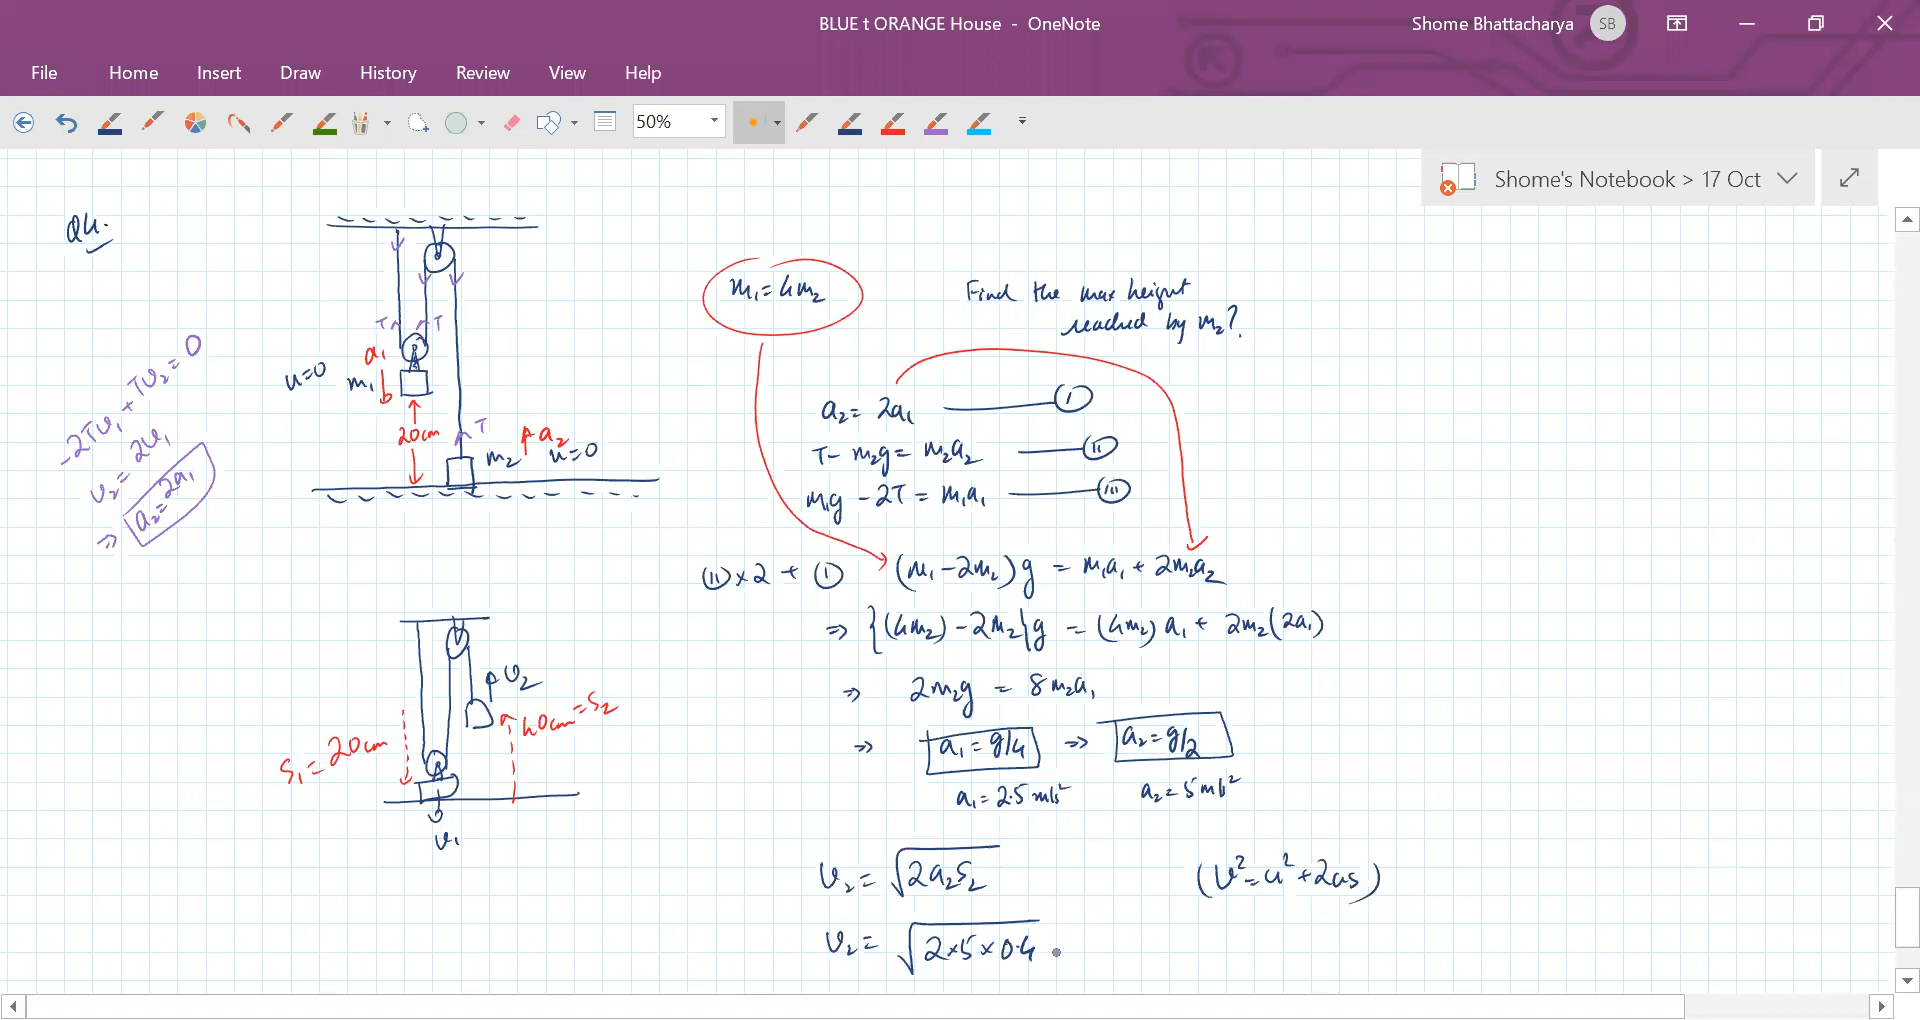 BLUE t ORANGE House - OneNote
Shome Bhattacharya
SB
File Home Insert Draw History Review View Help
50%
Shome's Notebook > 17 Oct
Q4.
m₁=4m₂
Find the max height
reached by m₂?
T T
a₁
u=0
m₁
20cm
T
a₂
m₂
u=0
-2Tv₁ + Tv₂ = 0
v₂ = 2v₁
⇒ a₂ = 2a₁
a₂ = 2a₁ (I)
T - m₂g = m₂a₂ (II)
m₁g - 2T = m₁a₁ (III)
(II) x 2 + (I) (m₁-2m₂)g = m₁a₁ + 2m₂a₂
⇒ {(4m₂) - 2m₂}g = (4m₂)a₁ + 2m₂(2a₁)
⇒ 2m₂g = 8m₂a₁
⇒ a₁ = g/4 ⇒ a₂ = g/2
a₁ = 2.5 m/s² a₂ = 5 m/s²
v₂
40cm = S₂
S₁ = 20cm
v₁
v₂ = √2a₂S₂ (v²=u²+2as)
v₂ = √2×5×0.4